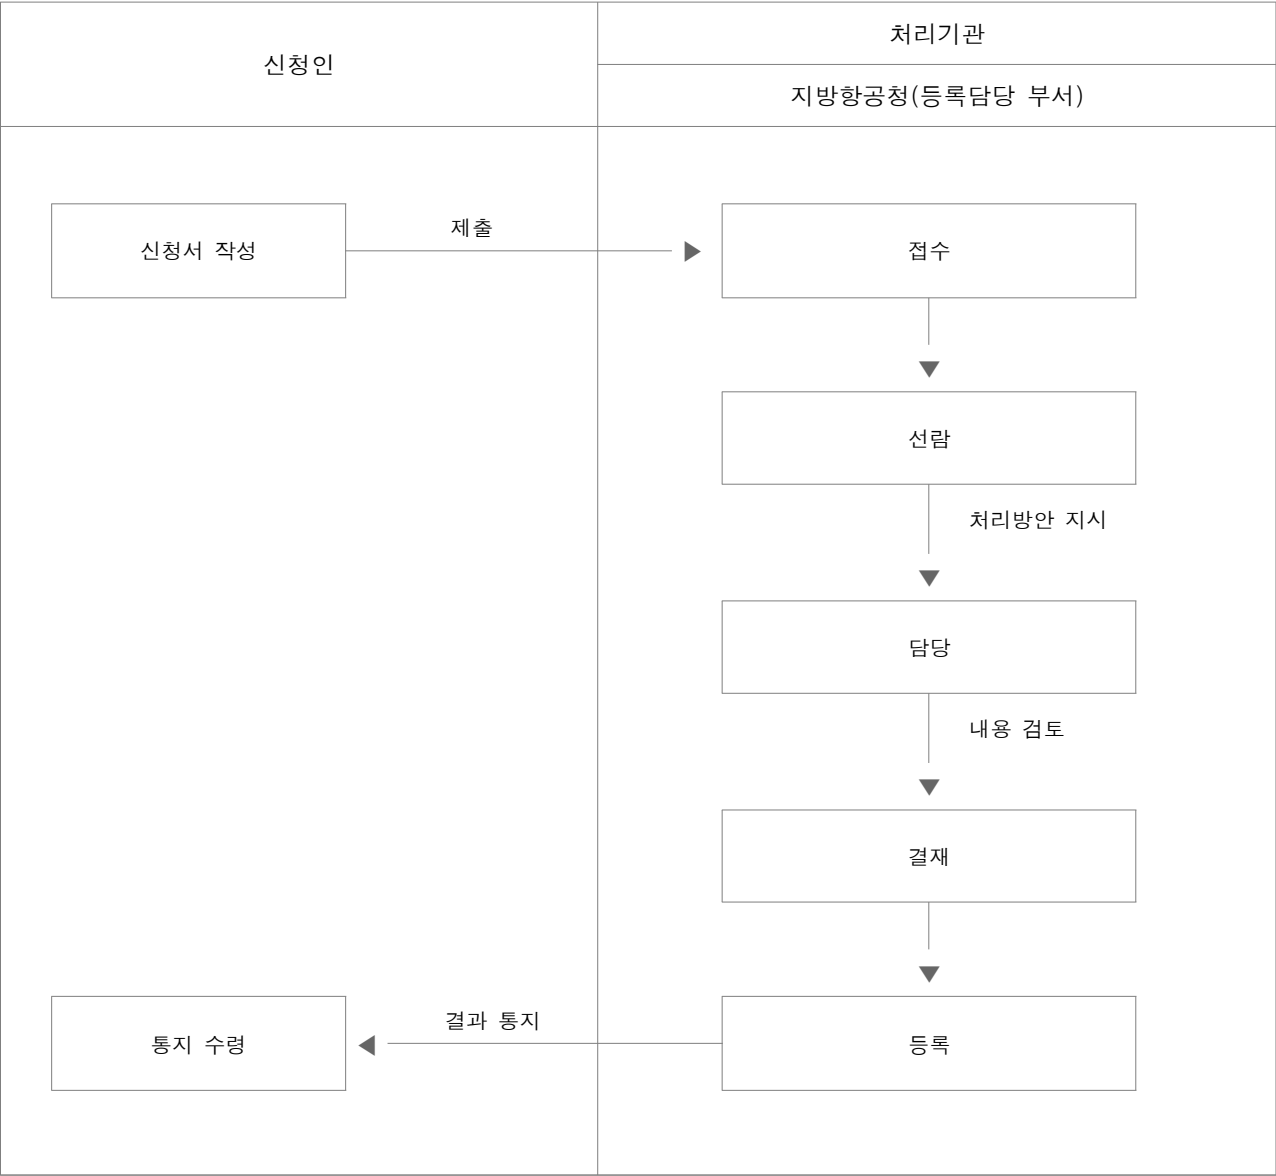 신청인
처리기관
지방항공청(등록담당 부서)
신청서 작성
제출
접수
선람
처리방안 지시
담당
내용 검토
결재
통지 수령
결과 통지
등록